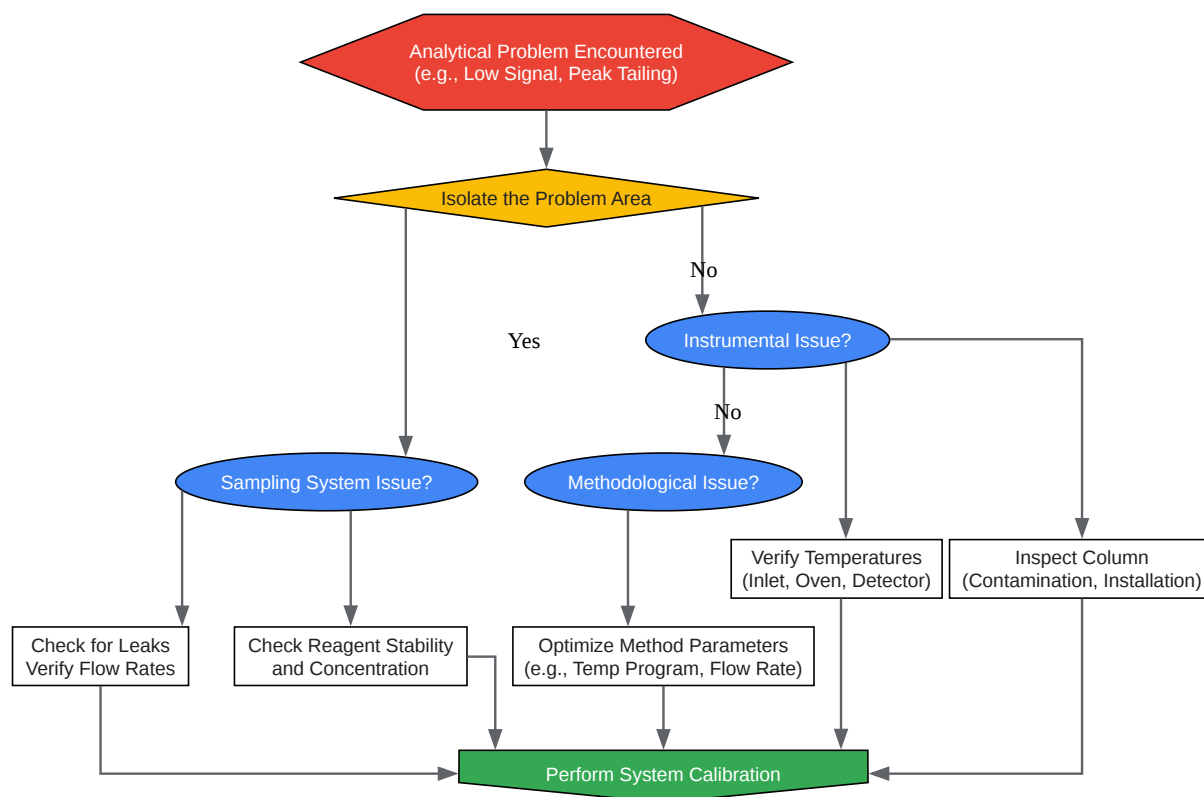 Analytical Problem Encountered
(e.g., Low Signal, Peak Tailing)
Isolate the Problem Area
No
Yes
Instrumental Issue?
No
Sampling System Issue?
Methodological Issue?
Verify Temperatures
(Inlet, Oven, Detector)
Inspect Column
(Contamination, Installation)
Check for Leaks
Verify Flow Rates
Check Reagent Stability
and Concentration
Optimize Method Parameters
(e.g., Temp Program, Flow Rate)
Perform System Calibration